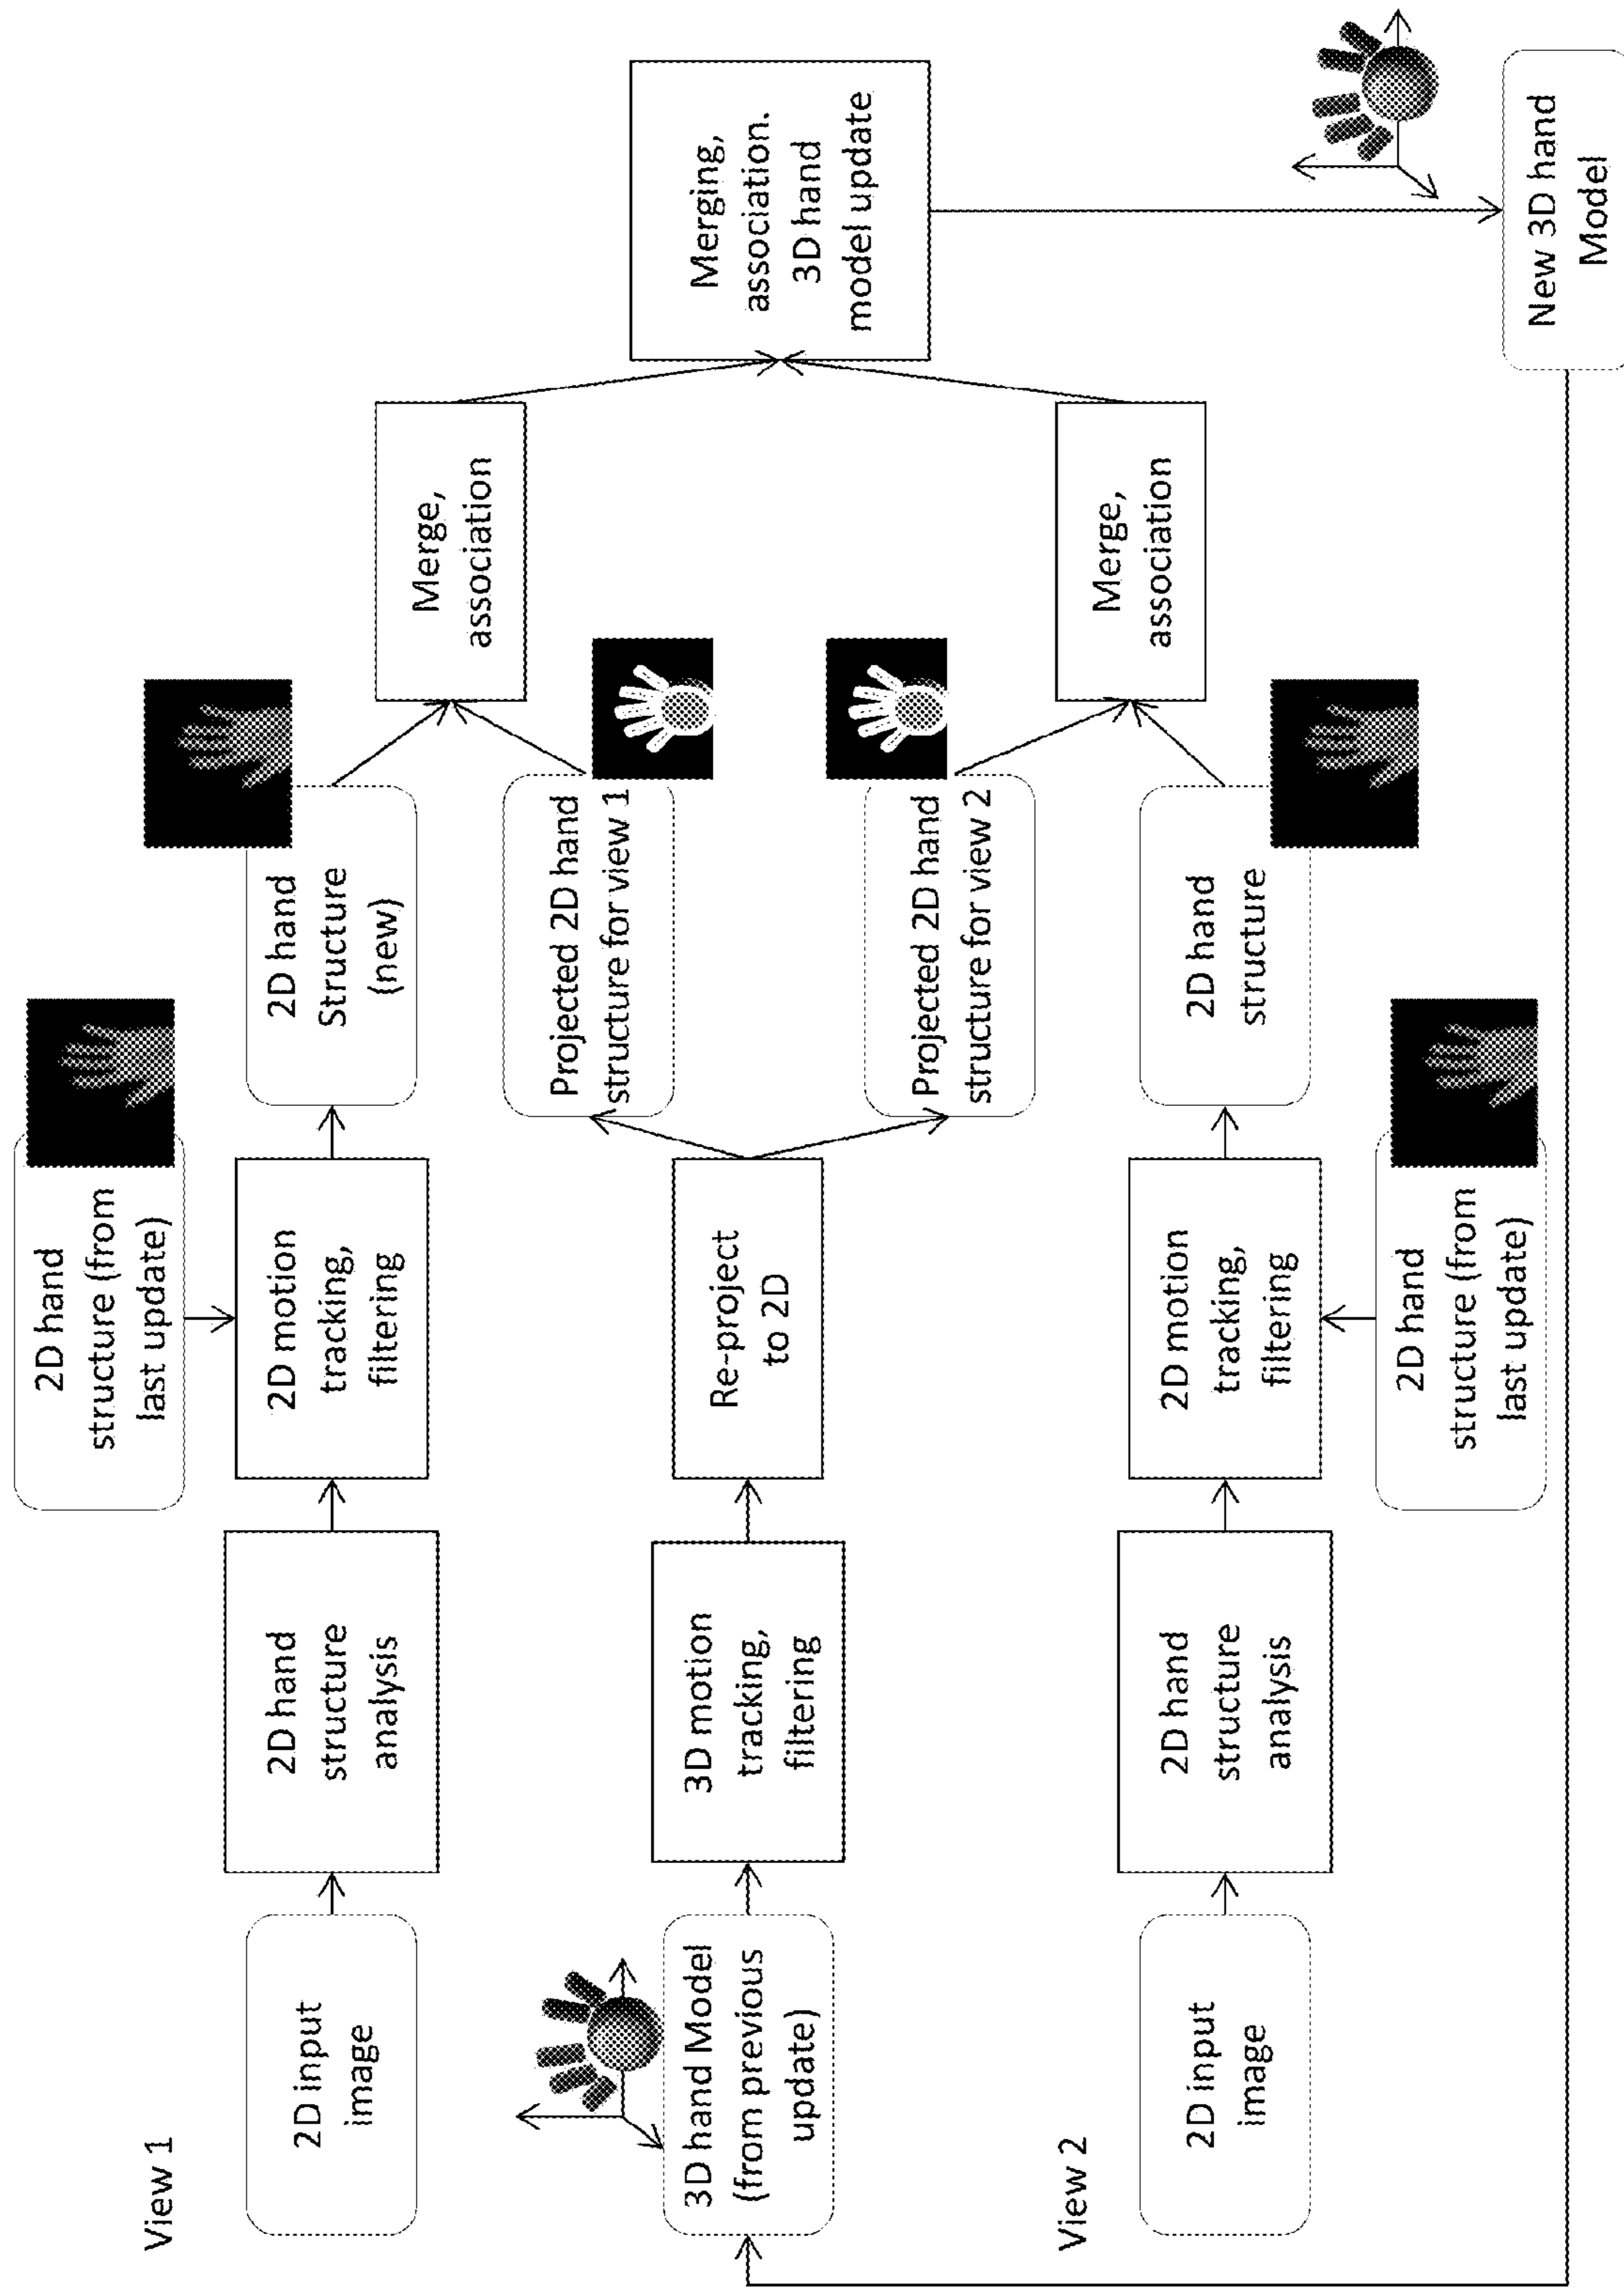 View 1
2D input
image
2D hand
structure
analysis
2D hand
structure (from
last update)
2D motion
tracking,
filtering
2D hand
Structure
(new)
Merge,
association
3D hand Model
(from previous
update)
3D motion
tracking,
filtering
Re-project
to 2D
Projected 2D hand
structure for view 1
Projected 2D hand
structure for view 2
Merging,
association.
3D hand
model update
View 2
2D input
image
2D hand
structure
analysis
2D motion
tracking,
filtering
2D hand
structure (from
last update)
2D hand
structure
Merge,
association
New 3D hand
Model